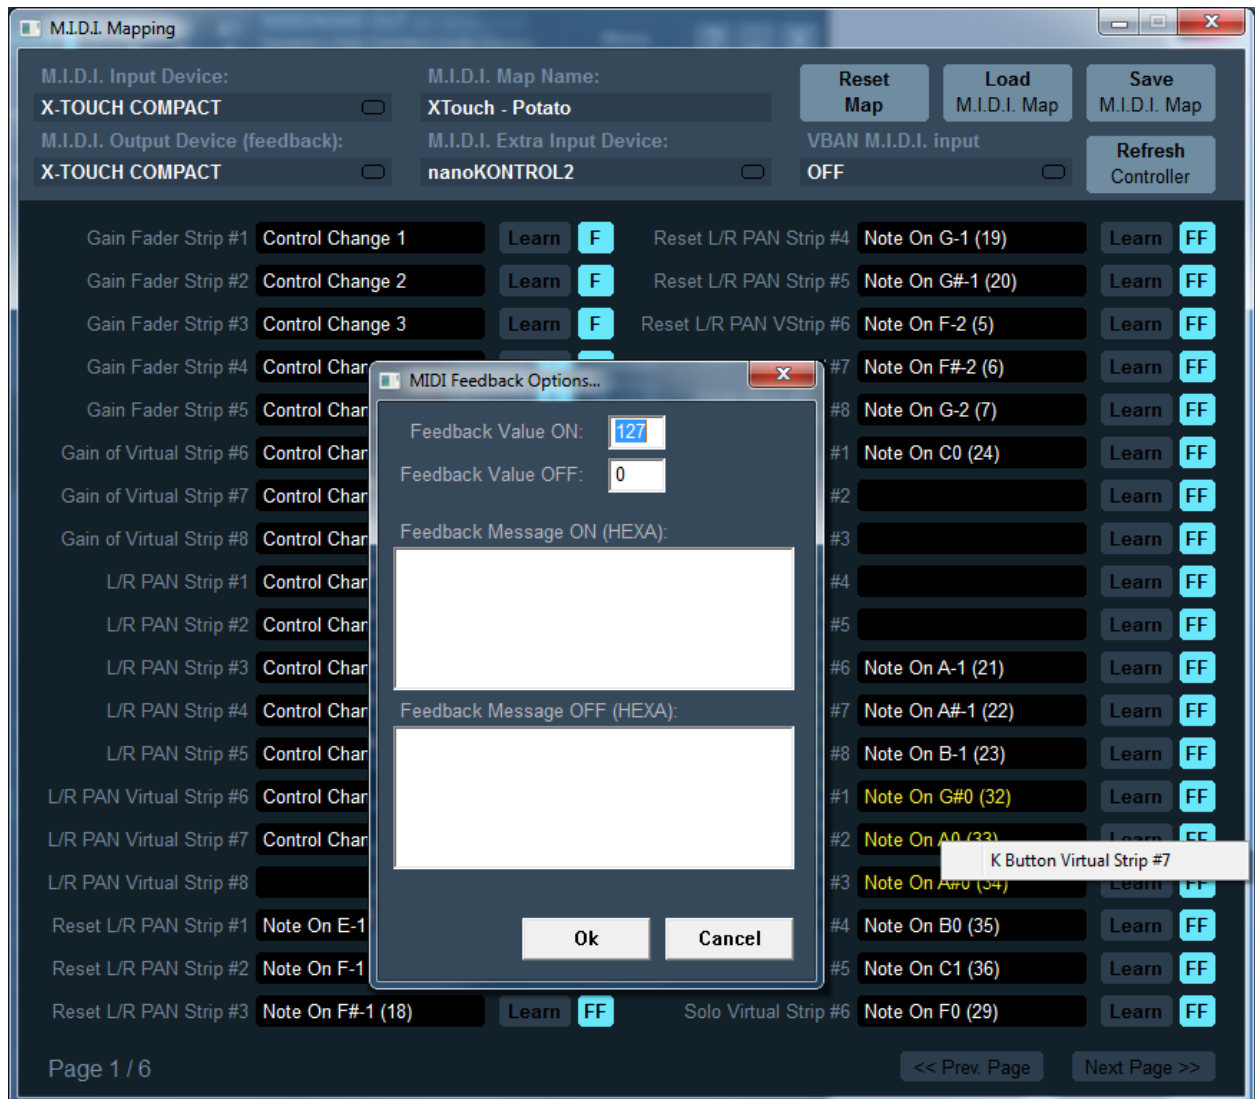 M.I.D.I. Mapping
M.I.D.I. Input Device: M.I.D.I. Map Name: Reset Map Load M.I.D.I. Map Save M.I.D.I. Map
X-TOUCH COMPACT XTouch - Potato
M.I.D.I. Output Device (feedback): M.I.D.I. Extra Input Device: VBAN M.I.D.I. input Refresh Controller
X-TOUCH COMPACT nanoKONTROL2 OFF
Gain Fader Strip #1 Control Change 1 Learn F Reset L/R PAN Strip #4 Note On G-1 (19) Learn FF
Gain Fader Strip #2 Control Change 2 Learn F Reset L/R PAN Strip #5 Note On G#-1 (20) Learn FF
Gain Fader Strip #3 Control Change 3 Learn F Reset L/R PAN VStrip #6 Note On F-2 (5) Learn FF
Gain Fader Strip #4 Control Char #7 Note On F#-2 (6) Learn FF
Gain Fader Strip #5 Control Char #8 Note On G-2 (7) Learn FF
Gain of Virtual Strip #6 Control Char #1 Note On C0 (24) Learn FF
Gain of Virtual Strip #7 Control Char #2 Learn FF
Gain of Virtual Strip #8 Control Char #3 Learn FF
L/R PAN Strip #1 Control Char #4 Learn FF
L/R PAN Strip #2 Control Char #5 Learn FF
L/R PAN Strip #3 Control Char #6 Note On A-1 (21) Learn FF
L/R PAN Strip #4 Control Char #7 Note On A#-1 (22) Learn FF
L/R PAN Strip #5 Control Char #8 Note On B-1 (23) Learn FF
L/R PAN Virtual Strip #6 Control Char #1 Note On G#0 (32) Learn FF
L/R PAN Virtual Strip #7 Control Char #2 Note On A0 (33) Learn FF
K Button Virtual Strip #7
L/R PAN Virtual Strip #8 #3 Note On A#0 (34) Learn FF
Reset L/R PAN Strip #1 Note On E-1 #4 Note On B0 (35) Learn FF
Reset L/R PAN Strip #2 Note On F-1 #5 Note On C1 (36) Learn FF
Reset L/R PAN Strip #3 Note On F#-1 (18) Learn FF Solo Virtual Strip #6 Note On F0 (29) Learn FF
Page 1 / 6 << Prev. Page Next Page >>
MIDI Feedback Options...
Feedback Value ON: 127
Feedback Value OFF: 0
Feedback Message ON (HEXA):
Feedback Message OFF (HEXA):
Ok Cancel